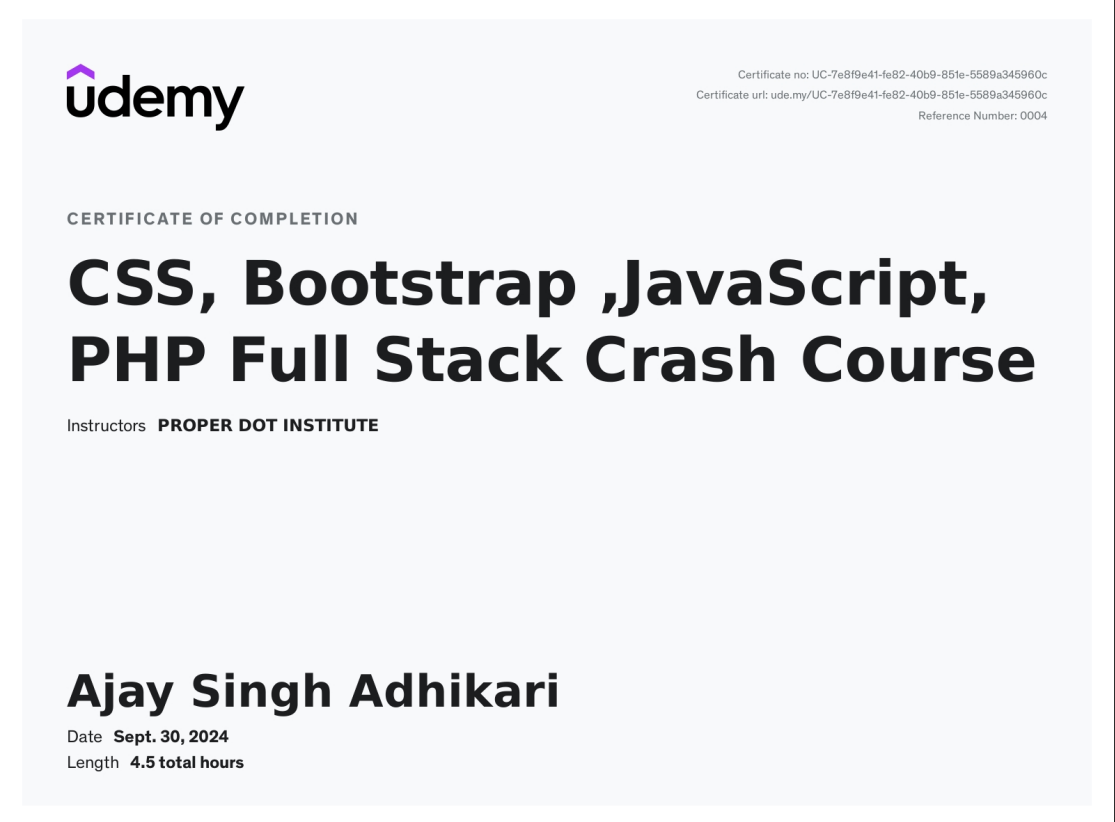 udemy
Certificate no: UC-7e8f9e41-fe82-40b9-851e-5589a345960c
Certificate url: ude.my/UC-7e8f9e41-fe82-40b9-851e-5589a345960c
Reference Number: 0004
CERTIFICATE OF COMPLETION
CSS, Bootstrap ,JavaScript,
PHP Full Stack Crash Course
Instructors PROPER DOT INSTITUTE
Ajay Singh Adhikari
Date Sept. 30, 2024
Length 4.5 total hours